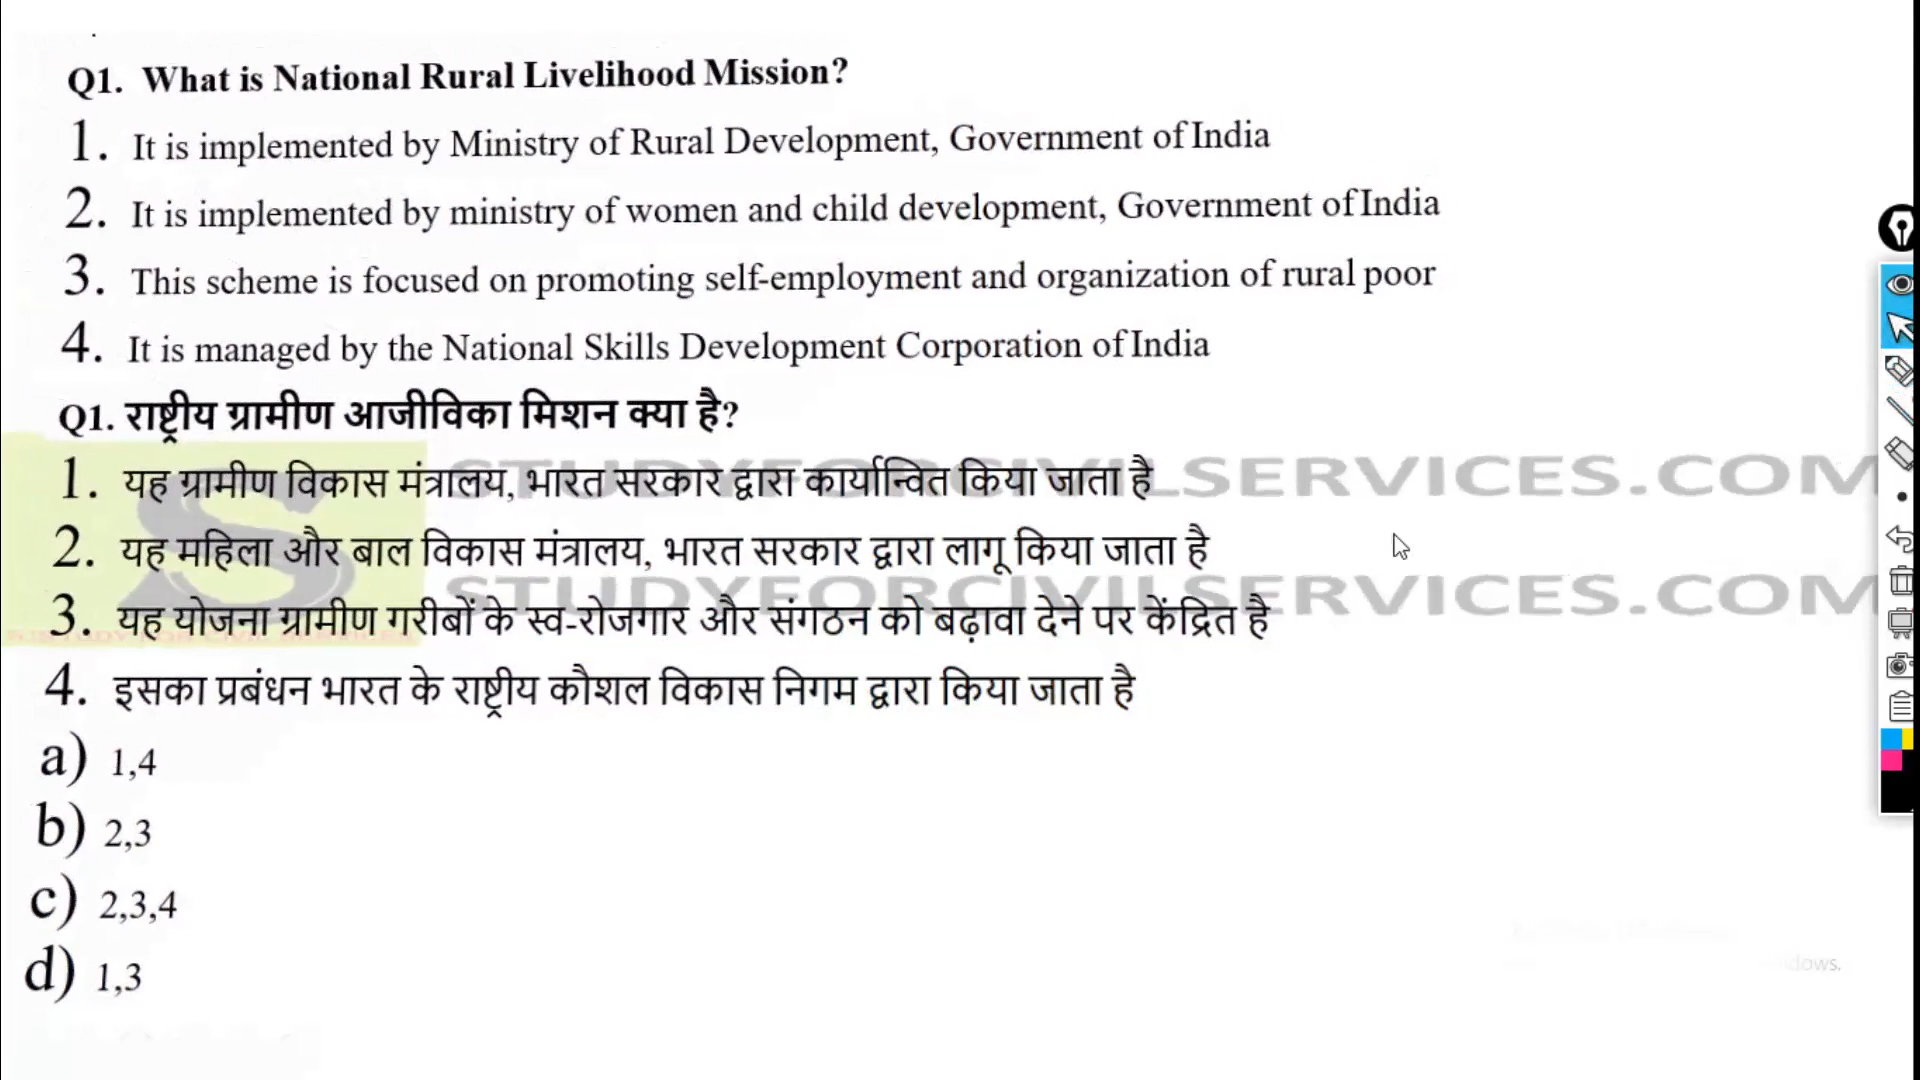 Q1. What is National Rural Livelihood Mission?
1. It is implemented by Ministry of Rural Development, Government of India
2. It is implemented by ministry of women and child development, Government of India
3. This scheme is focused on promoting self-employment and organization of rural poor
4. It is managed by the National Skills Development Corporation of India
Q1. राष्ट्रीय ग्रामीण आजीविका मिशन क्या है?
STUDYFORCIVILSERVICES.COM
1. यह ग्रामीण विकास मंत्रालय, भारत सरकार द्वारा कार्यान्वित किया जाता है
2. यह महिला और बाल विकास मंत्रालय, भारत सरकार द्वारा लागू किया जाता है
STUDYFORCIVILSERVICES.COM
3. यह योजना ग्रामीण गरीबों के स्व-रोजगार और संगठन को बढ़ावा देने पर केंद्रित है
4. इसका प्रबंधन भारत के राष्ट्रीय कौशल विकास निगम द्वारा किया जाता है
a) 1,4
b) 2,3
c) 2,3,4
d) 1,3